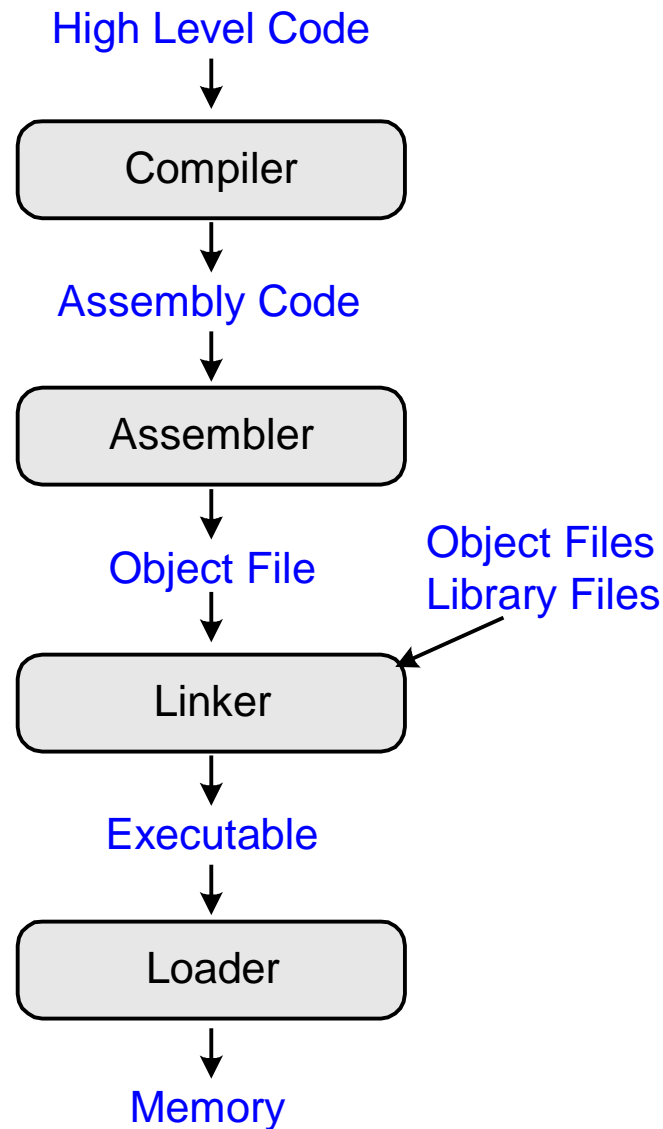 High Level Code
Compiler
Assembly Code
Assembler
Object File
Object Files
Library Files
Linker
Executable
Loader
Memory